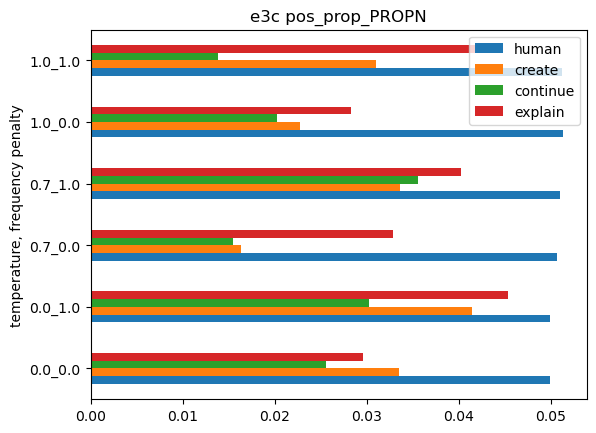 e3c pos_prop_PROPN
human
create
continue
explain
temperature, frequency penalty
1.0_1.0
1.0_0.0
0.7_1.0
0.7_0.0
0.0_1.0
0.0_0.0
0.00 0.01 0.02 0.03 0.04 0.05